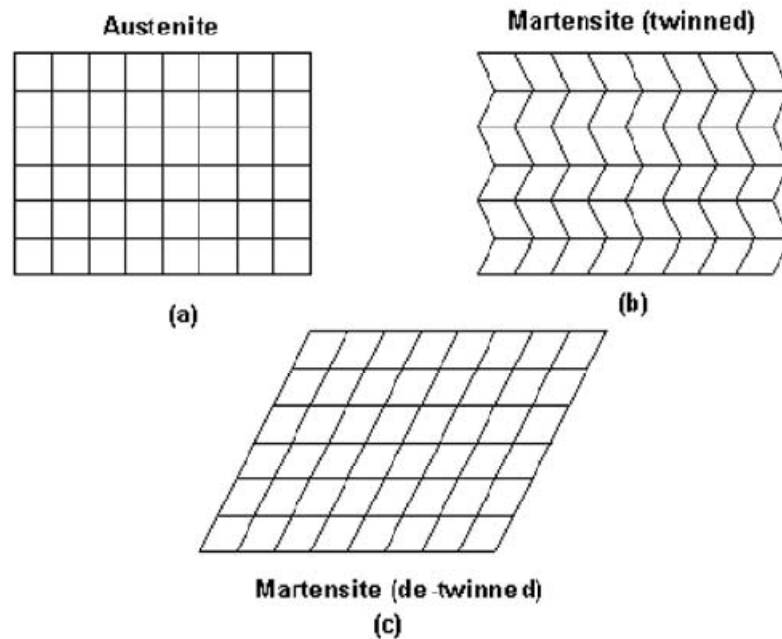 Austenite
Martensite (twinned)
(a)
(b)
Martensite (de-twinned)
(c)